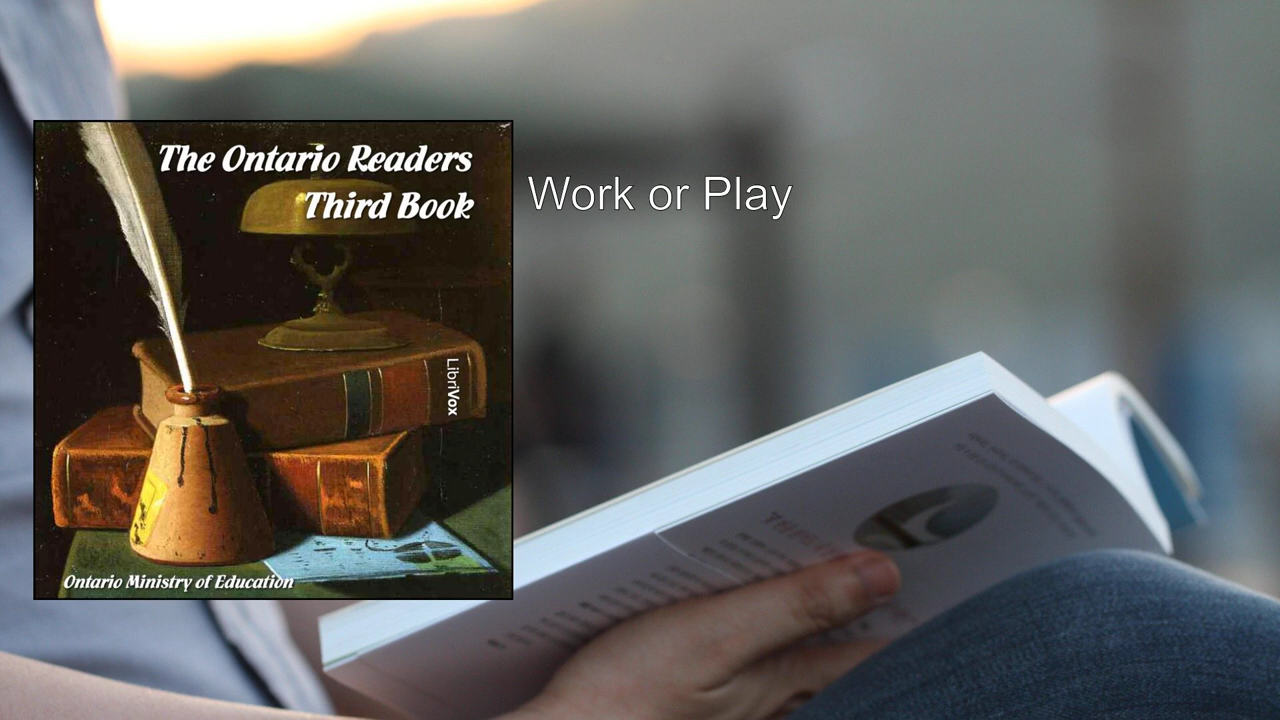 The Ontario Readers
Third Book
Work or Play
LibriVox
Ontario Ministry of Education